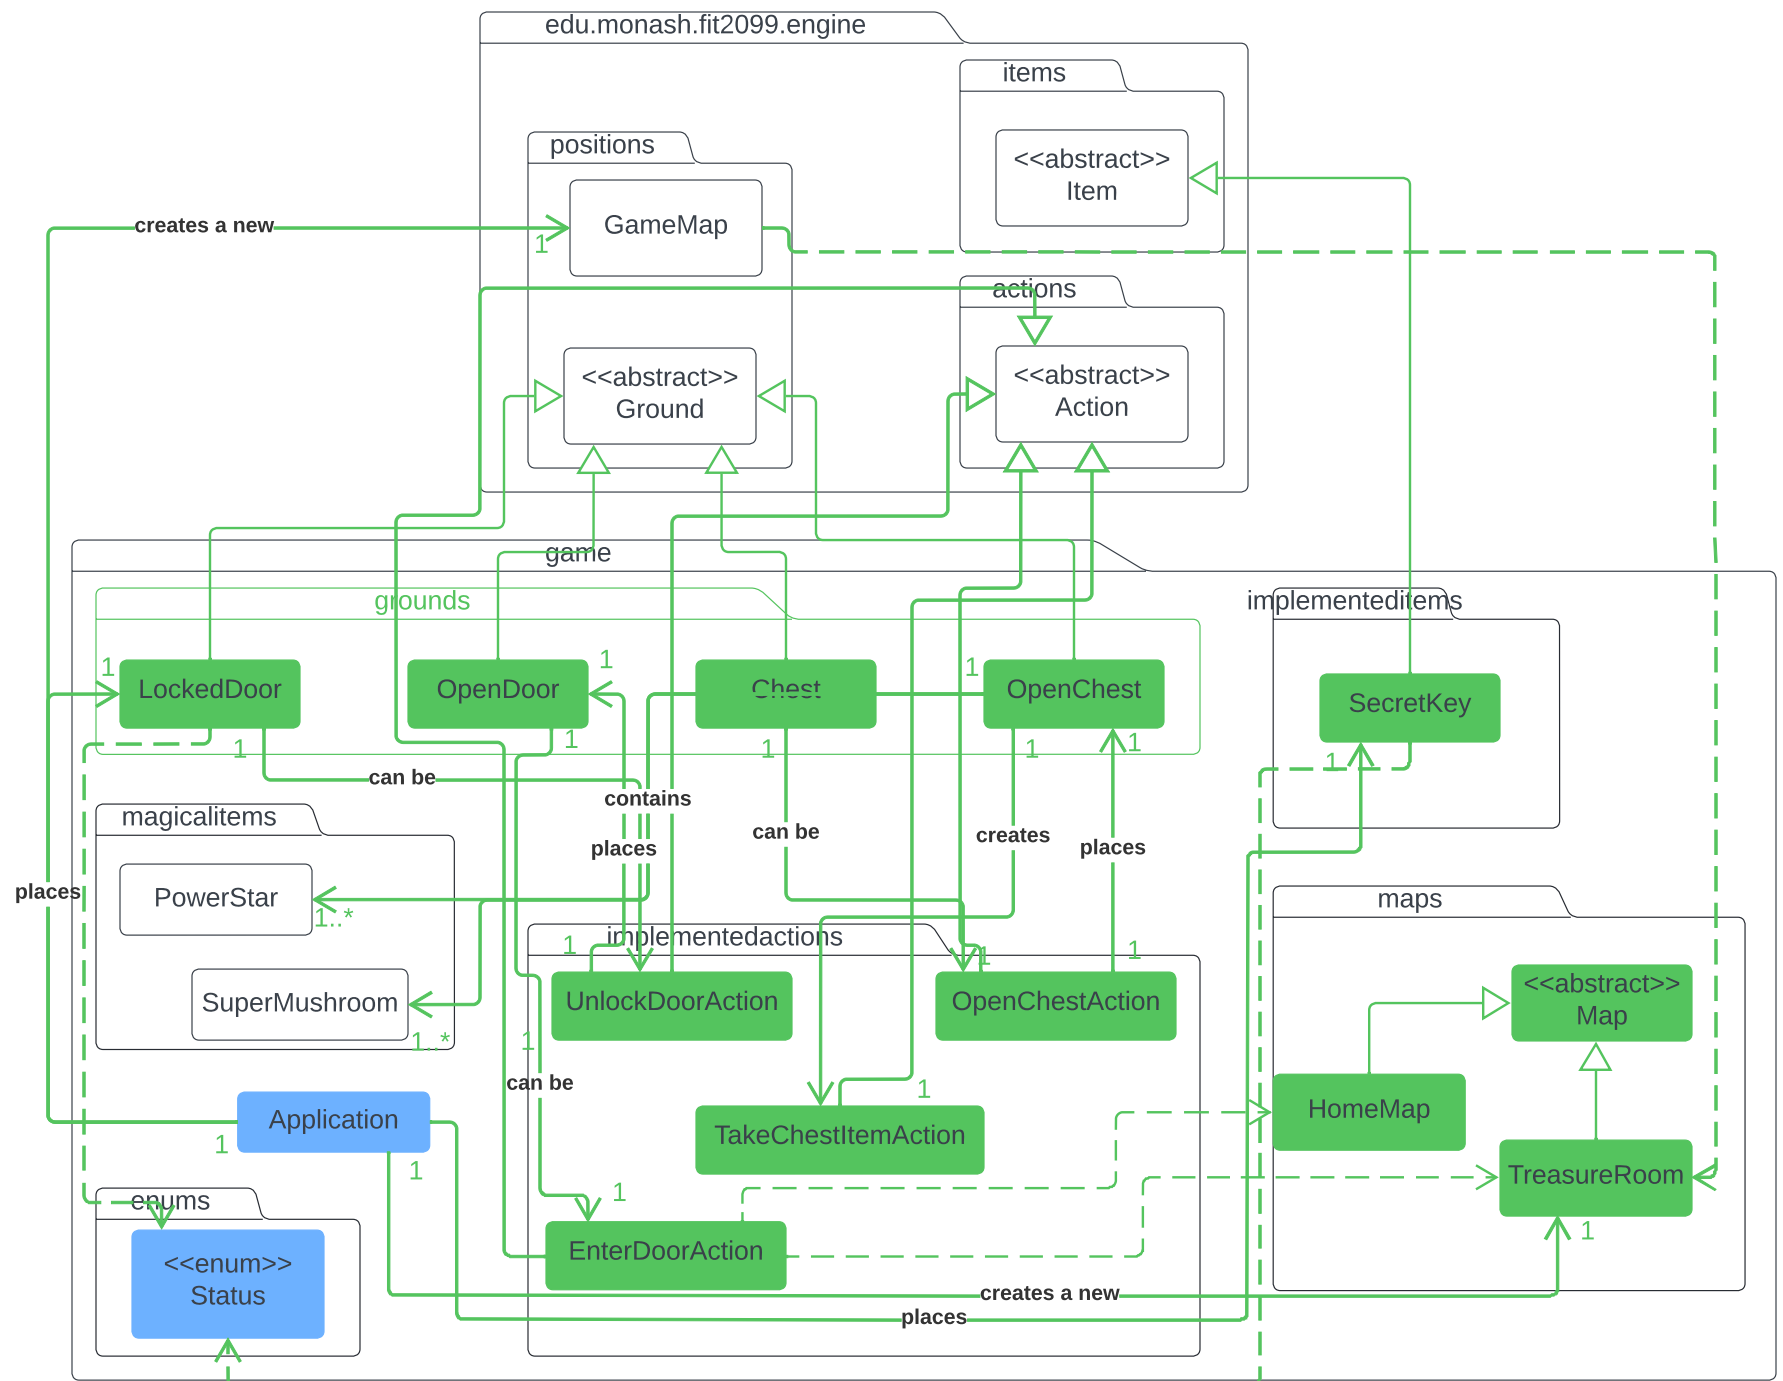 edu.monash.fit2099.engine
items
<<abstract>>
Item
positions
GameMap
creates a new
1
actions
<<abstract>>
Action
<<abstract>>
Ground
game
grounds
implementeditems
1
LockedDoor
OpenDoor
1
Chest
1
OpenChest
SecretKey
1
1
1
1
1
1
can be
contains
can be
creates
places
places
magicalitems
PowerStar
1..*
places
SuperMushroom
1..*
implementedactions
1
1
1
UnlockDoorAction
OpenChestAction
1
can be
maps
<<abstract>>
Map
HomeMap
TreasureRoom
1
Application
1
1
TakeChestItemAction
1
1
EnterDoorAction
enums
<<enum>>
Status
creates a new
places